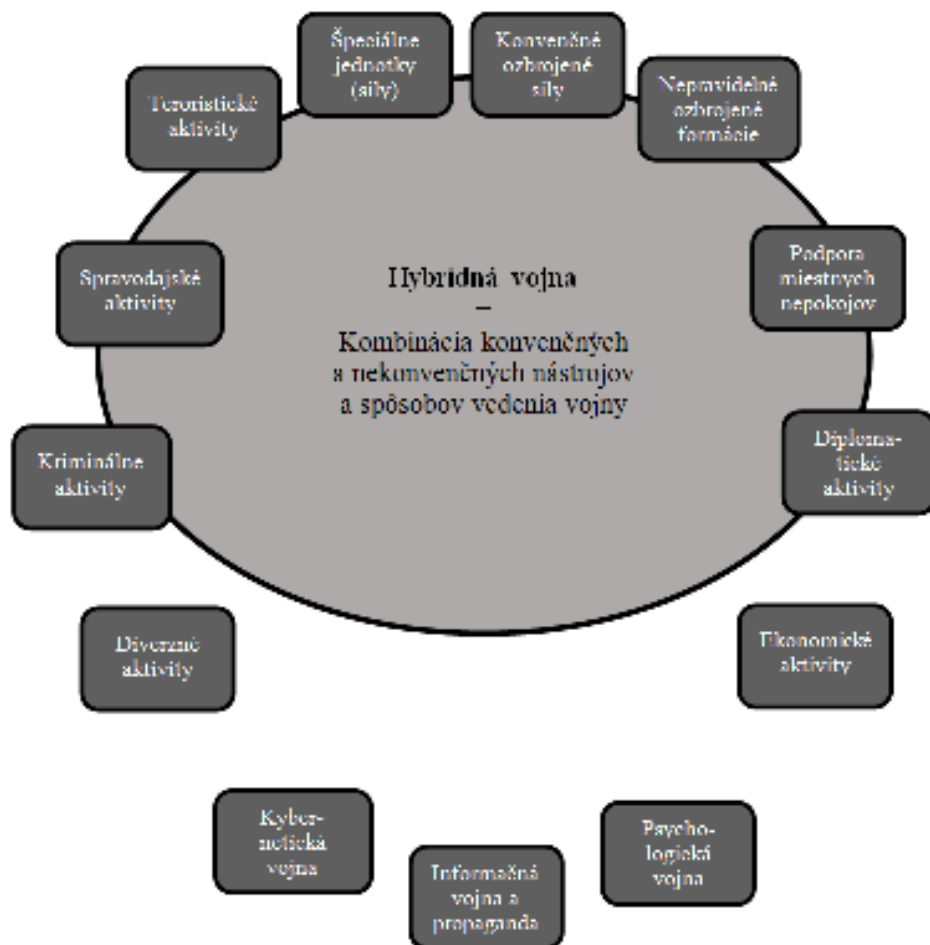 Špeciálne
jednotky
(sily)
Konvenčné
ozbrojené
sily
Nepravidelné
ozbrojené
formácie
Teroristické
aktivity
Podpora
miestnych
nepokojov
Spravodajské
aktivity
Hybridná vojna
–
Kombinácia konvenčných
a nekonvenčných nástrojov
a spôsobov vedenia vojny
Diploma-
tické
aktivity
Kriminálne
aktivity
Ekonomické
aktivity
Diverzné
aktivity
Kyber-
netická
vojna
Psycho-
logická
vojna
Informačná
vojna a
propaganda